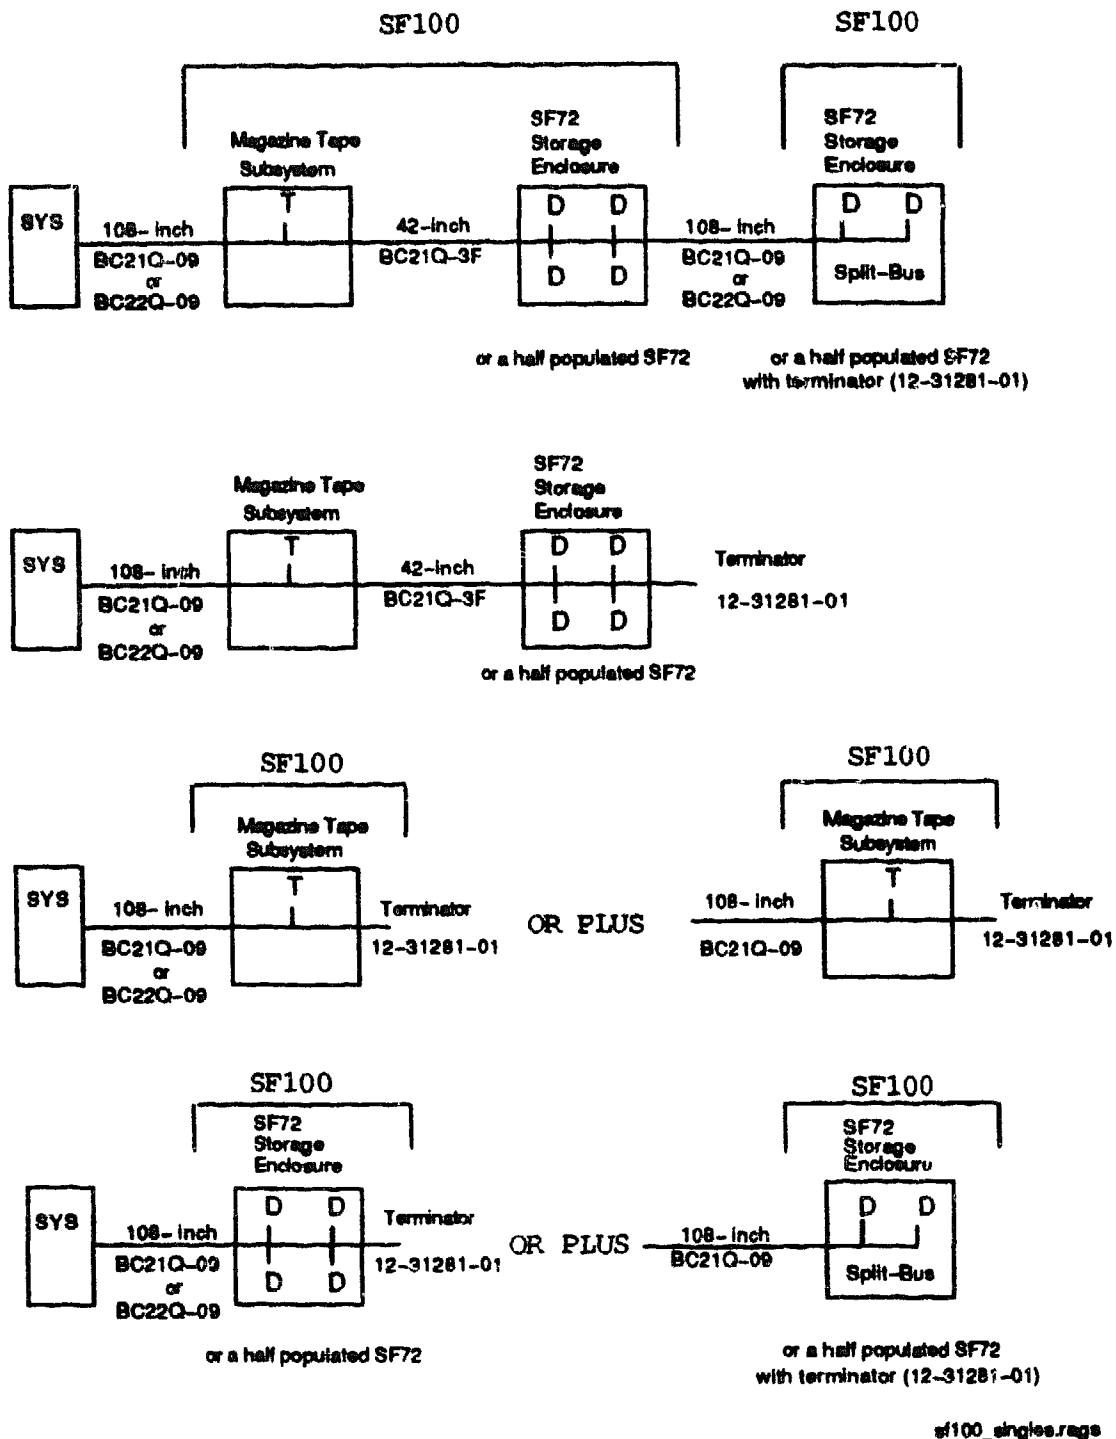 SF100 SF100
Magazine Tape
Subsystem
SF72
Storage
Enclosure
SF72
Storage
Enclosure
SYS
108- inch
BC21Q-09
or
BC22Q-09
T
42-inch
BC21Q-3F
D D
D D
108- inch
BC21Q-09
or
BC22Q-09
D D
Split-Bus
or a half populated SF72
or a half populated SF72
with terminator (12-31281-01)
Magazine Tape
Subsystem
SF72
Storage
Enclosure
SYS
108- inch
BC21Q-09
or
BC22Q-09
T
42-inch
BC21Q-3F
D D
D D
Terminator
12-31281-01
or a half populated SF72
SF100
Magazine Tape
Subsystem
SYS
108- inch
BC21Q-09
or
BC22Q-09
T
Terminator
12-31281-01
OR PLUS
SF100
Magazine Tape
Subsystem
108- inch
BC21Q-09
T
Terminator
12-31281-01
SF100
SF72
Storage
Enclosure
SYS
108- inch
BC21Q-09
or
BC22Q-09
D D
D D
Terminator
12-31281-01
or a half populated SF72
OR PLUS
SF100
SF72
Storage
Enclosure
108- inch
BC21Q-09
D D
Split-Bus
or a half populated SF72
with terminator (12-31281-01)
sf100_singles.rags